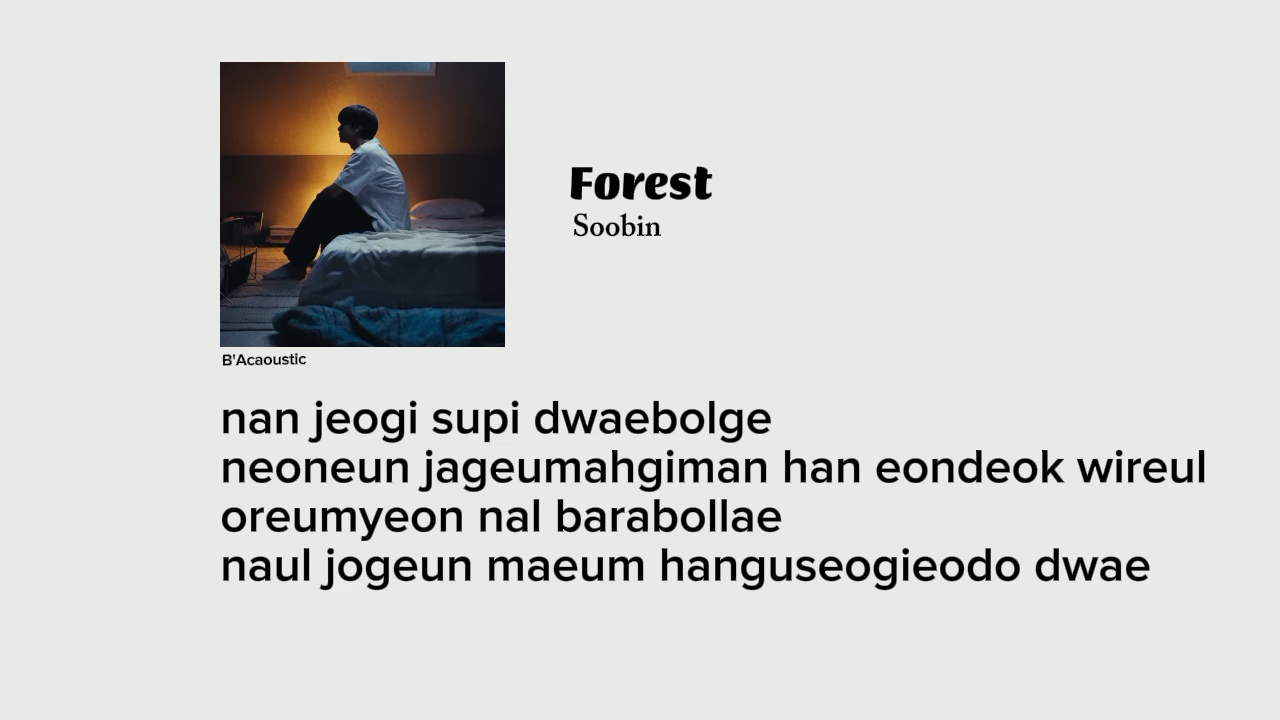 Forest
Soobin
B'Acaoustic
nan jeogi supi dwaebolge
neoneun jageumahgiman han eondeok wireul
oreumyeon nal barabollae
naul jogeun maeum hanguseogieodo dwae